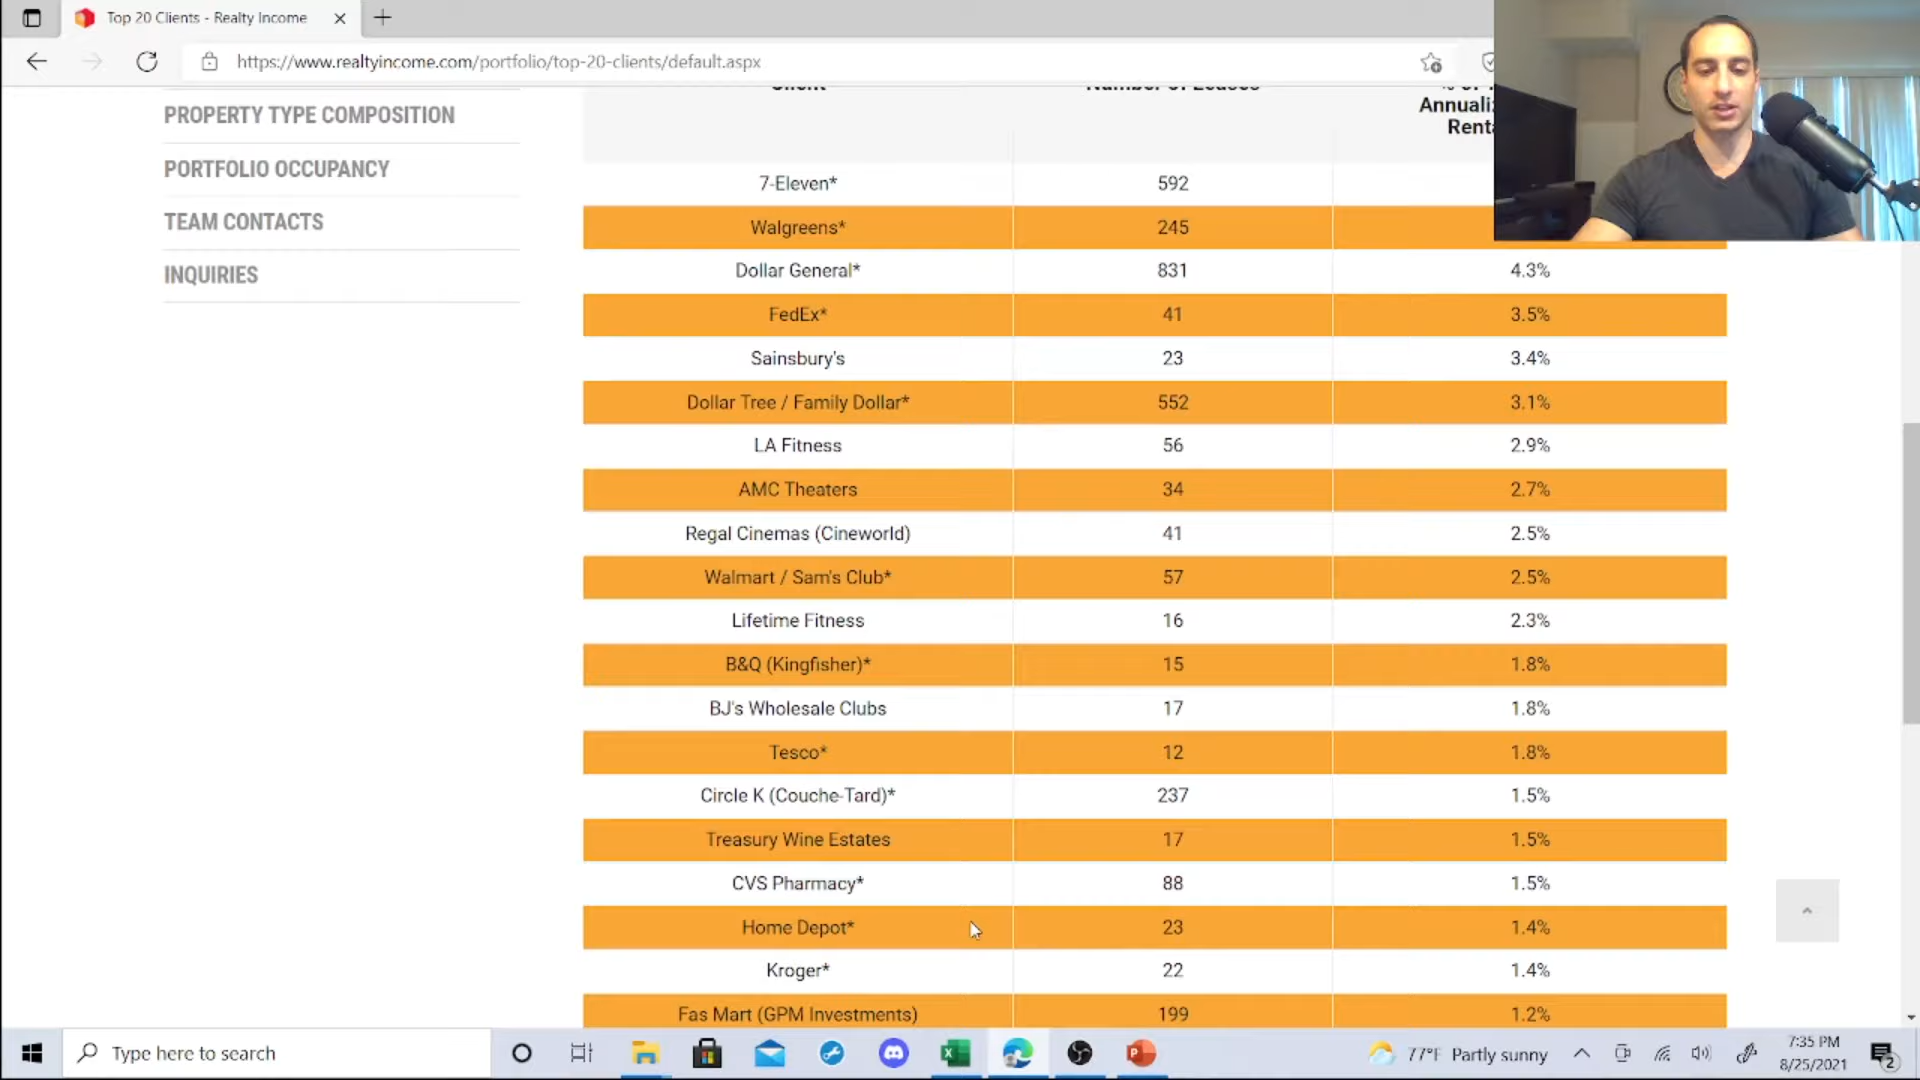 Top 20 Clients - Realty Income
https://www.realtyincome.com/portfolio/top-20-clients/default.aspx
PROPERTY TYPE COMPOSITION
PORTFOLIO OCCUPANCY
TEAM CONTACTS
INQUIRIES
Client Number of Leases
Annuali
Renta
7-Eleven* 592
Walgreens* 245
Dollar General* 831 4.3%
FedEx* 41 3.5%
Sainsbury's 23 3.4%
Dollar Tree / Family Dollar* 552 3.1%
LA Fitness 56 2.9%
AMC Theaters 34 2.7%
Regal Cinemas (Cineworld) 41 2.5%
Walmart / Sam's Club* 57 2.5%
Lifetime Fitness 16 2.3%
B&Q (Kingfisher)* 15 1.8%
BJ's Wholesale Clubs 17 1.8%
Tesco* 12 1.8%
Circle K (Couche-Tard)* 237 1.5%
Treasury Wine Estates 17 1.5%
CVS Pharmacy* 88 1.5%
Home Depot* 23 1.4%
Kroger* 22 1.4%
Fas Mart (GPM Investments) 199 1.2%
Type here to search
77°F Partly sunny
7:35 PM
8/25/2021
2